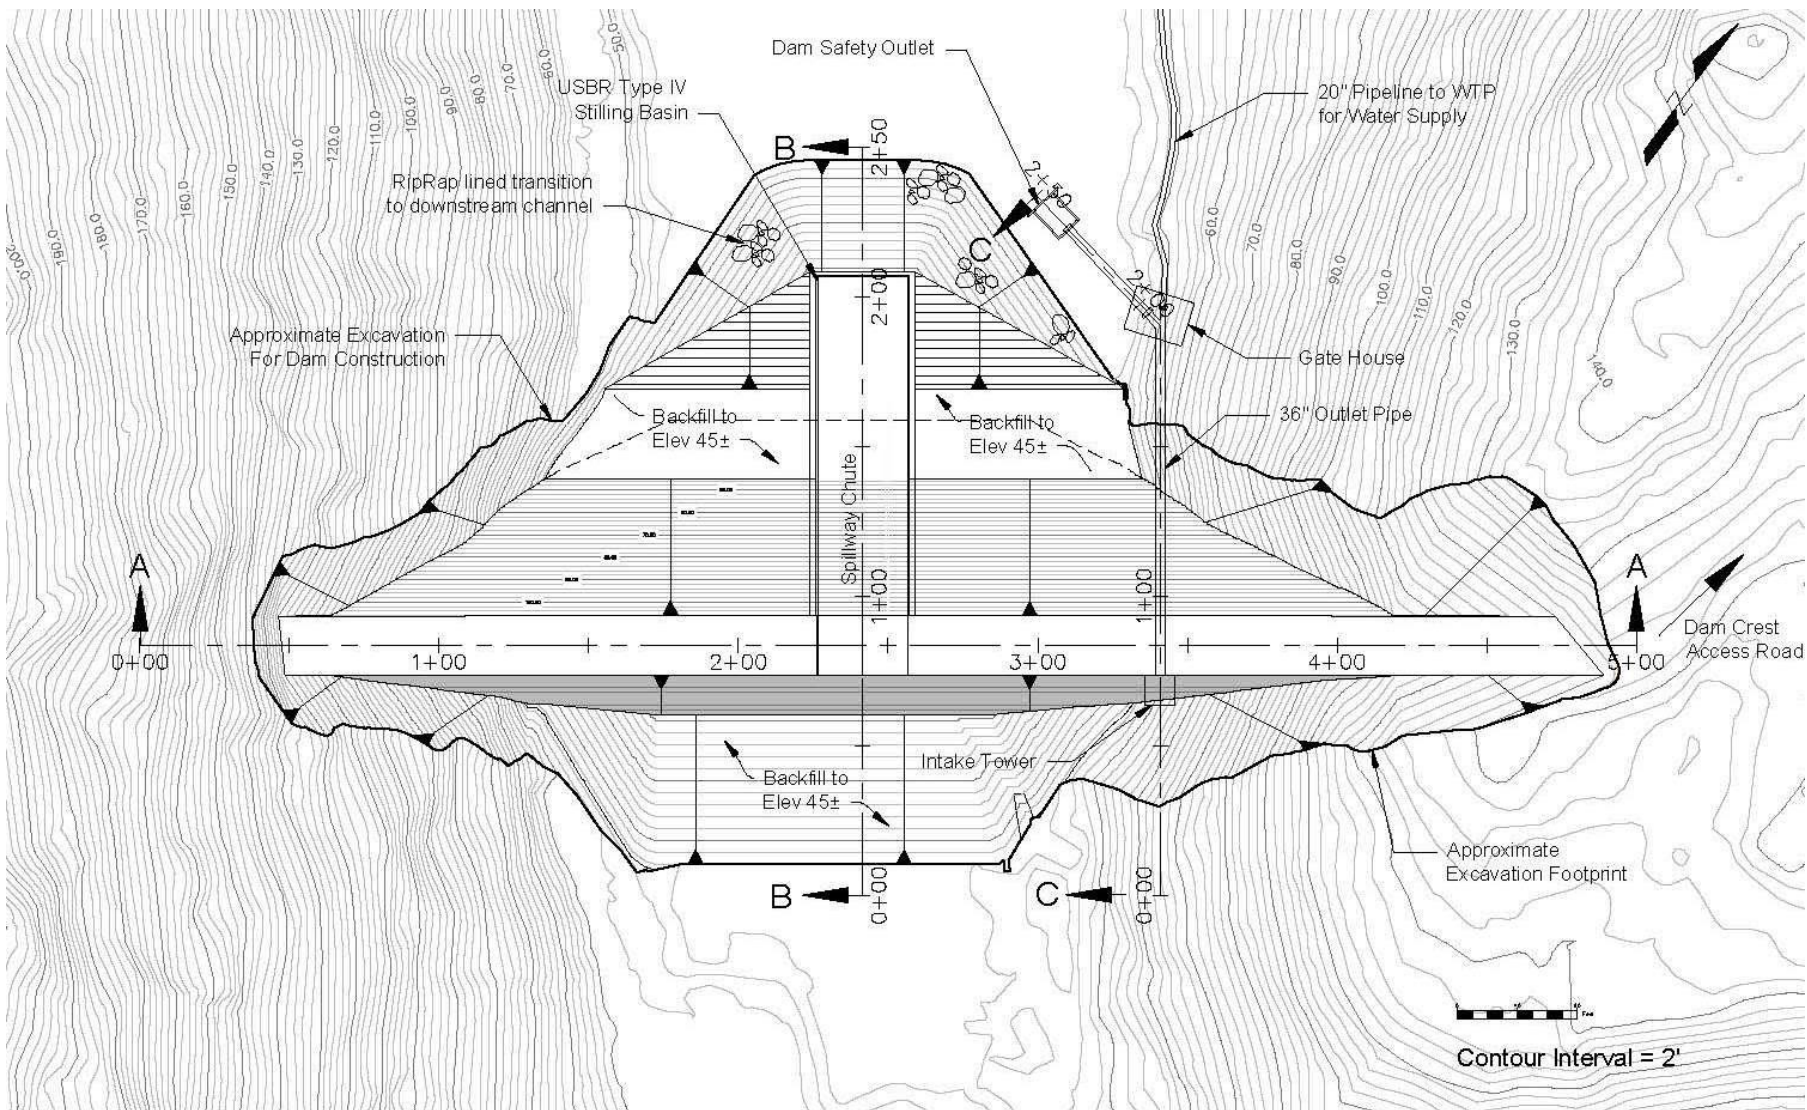 50.0
60.0
70.0
80.0
90.0
100.0
110.0
120.0
130.0
140.0
150.0
160.0
170.0
180.0
190.0
200.0
Dam Safety Outlet
USBR Type IV
Stilling Basin
20" Pipeline to WTP
for Water Supply
B
2+50
RipRap lined transition
to downstream channel
2+50
C
60.0
70.0
80.0
90.0
100.0
110.0
120.0
130.0
140.0
2+00
Approximate Excavation
For Dam Construction
Gate House
Backfill to
Elev 45±
Backfill to
Elev 45±
36" Outlet Pipe
Spillway Chute
1+00
1+00
A
A
0+00
1+00
2+00
3+00
4+00
5+00
Dam Crest
Access Road
Intake Tower
Backfill to
Elev 45±
B
0+00
C
0+00
Approximate
Excavation Footprint
Contour Interval = 2'